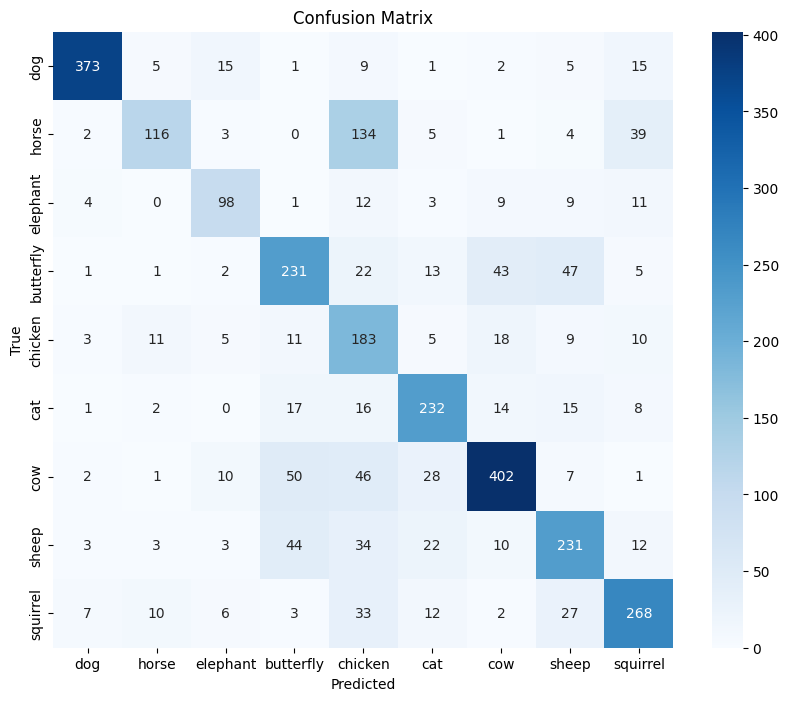 Confusion Matrix
dog 373 5 15 1 9 1 2 5 15
horse 2 116 3 0 134 5 1 4 39
elephant 4 0 98 1 12 3 9 9 11
butterfly 1 1 2 231 22 13 43 47 5
chicken 3 11 5 11 183 5 18 9 10
cat 1 2 0 17 16 232 14 15 8
cow 2 1 10 50 46 28 402 7 1
sheep 3 3 3 44 34 22 10 231 12
squirrel 7 10 6 3 33 12 2 27 268
True
dog horse elephant butterfly chicken cat cow sheep squirrel
Predicted
400
350
300
250
200
150
100
50
0